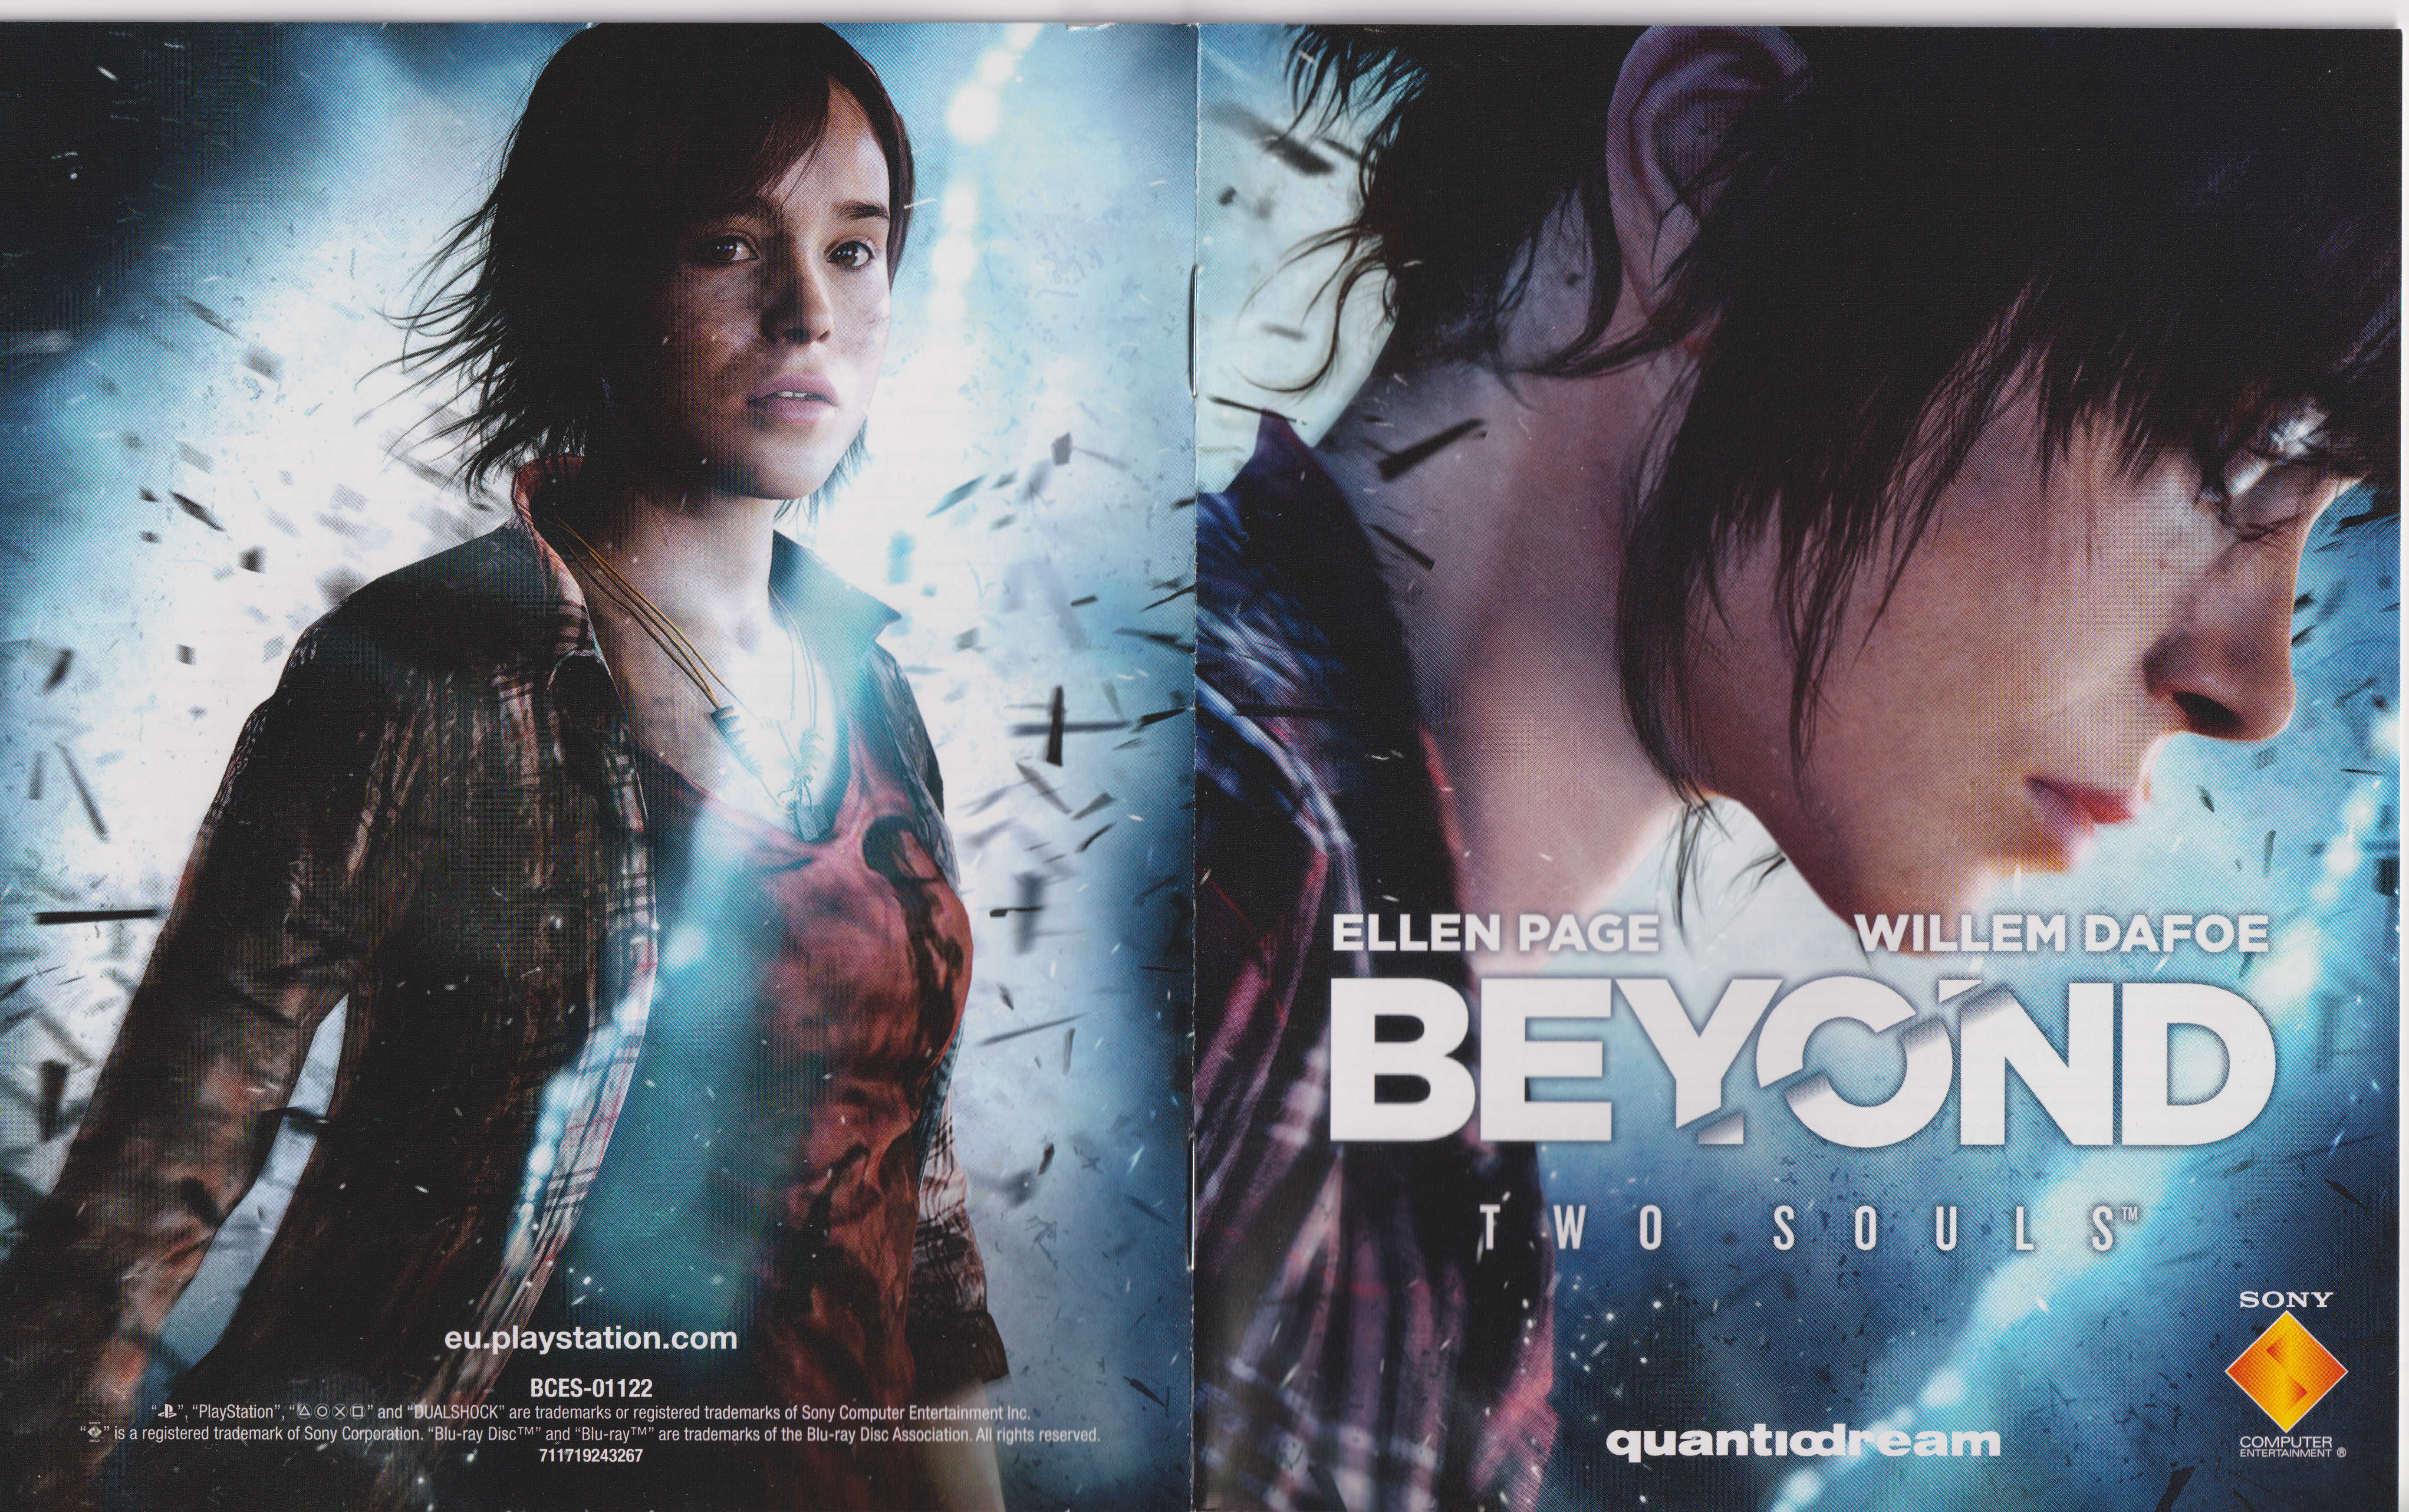 eu.playstation.com
BCES-01122
“ ”, “PlayStation”, “△○✕□” and “DUALSHOCK” are trademarks or registered trademarks of Sony Computer Entertainment Inc.
“ ” is a registered trademark of Sony Corporation. “Blu-ray Disc™” and “Blu-ray™” are trademarks of the Blu-ray Disc Association. All rights reserved.
711719243267
ELLEN PAGE WILLEM DAFOE
BEYOND
TWO SOULS™
quanticdream
SONY
COMPUTER
ENTERTAINMENT ®